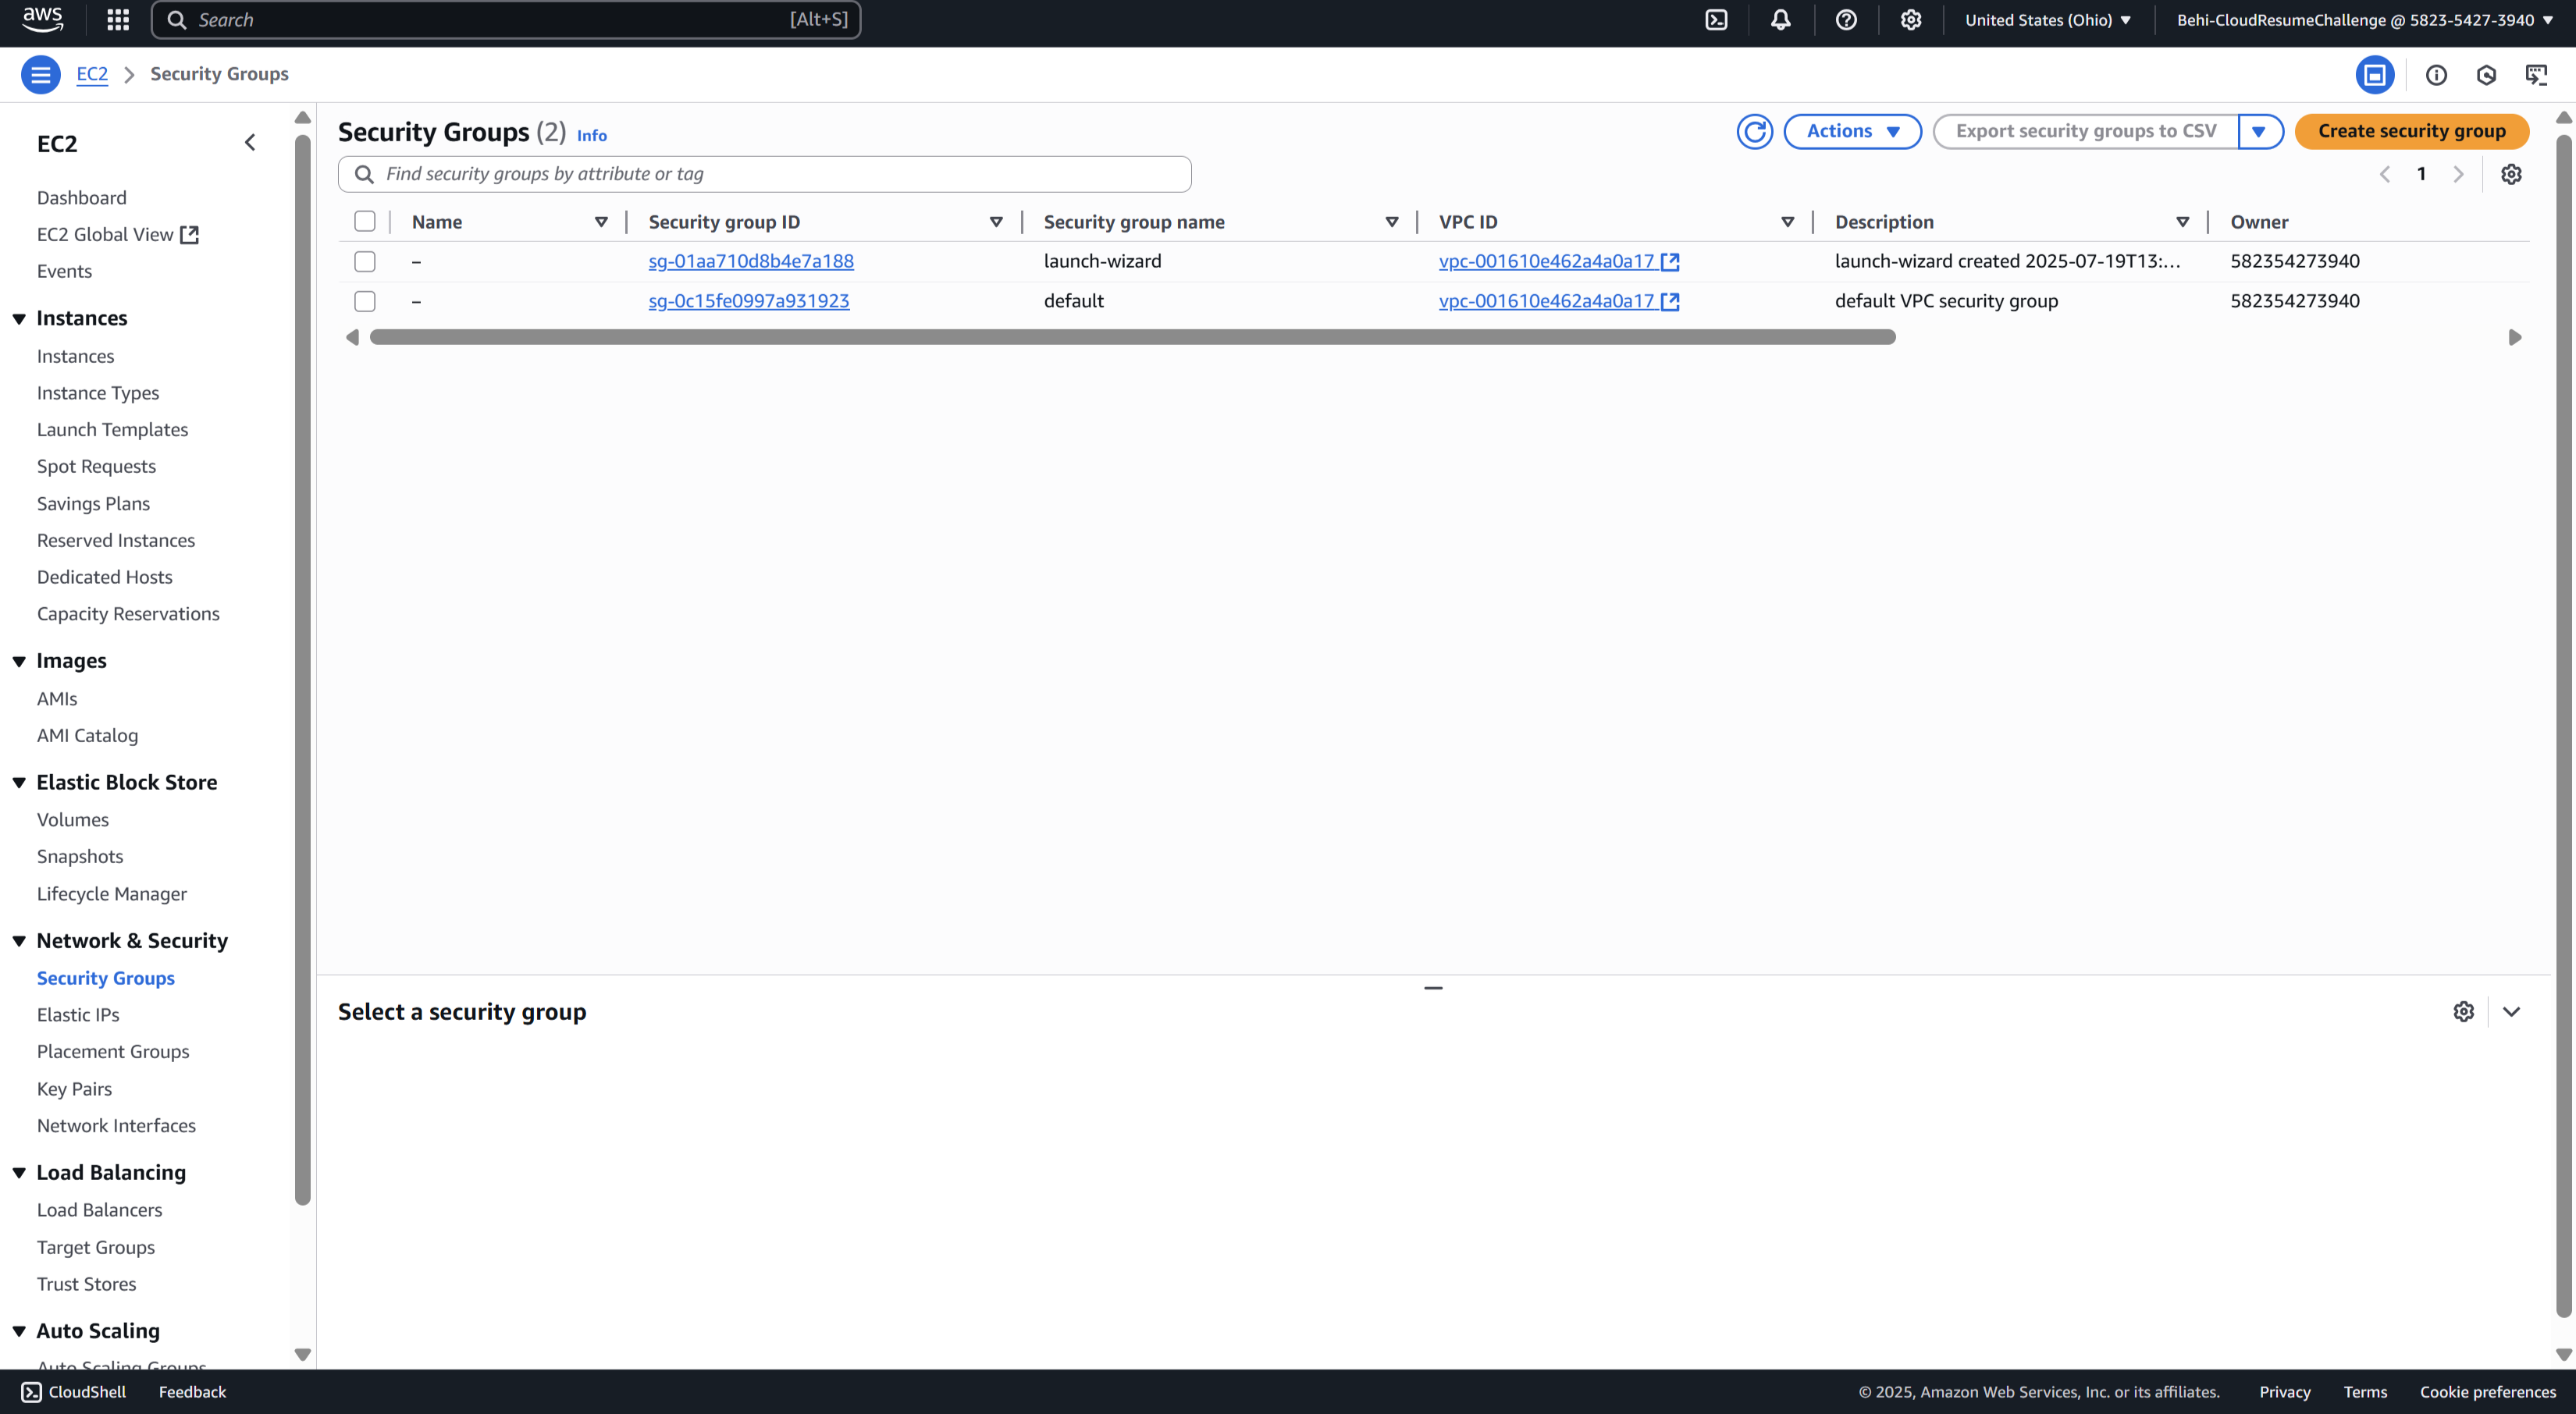 aws
Search [Alt+S]
United States (Ohio)
Behi-CloudResumeChallenge @ 5823-5427-3940
EC2
Security Groups
EC2
Dashboard
EC2 Global View
Events
Instances
Instances
Instance Types
Launch Templates
Spot Requests
Savings Plans
Reserved Instances
Dedicated Hosts
Capacity Reservations
Images
AMIs
AMI Catalog
Elastic Block Store
Volumes
Snapshots
Lifecycle Manager
Network & Security
Security Groups
Elastic IPs
Placement Groups
Key Pairs
Network Interfaces
Load Balancing
Load Balancers
Target Groups
Trust Stores
Auto Scaling
Auto Scaling Groups
Security Groups (2) Info
Actions
Export security groups to CSV
Create security group
Find security groups by attribute or tag
1
Name Security group ID Security group name VPC ID Description Owner
– sg-01aa710d8b4e7a188 launch-wizard vpc-001610e462a4a0a17 launch-wizard created 2025-07-19T13:... 582354273940
– sg-0c15fe0997a931923 default vpc-001610e462a4a0a17 default VPC security group 582354273940
Select a security group
CloudShell
Feedback
© 2025, Amazon Web Services, Inc. or its affiliates.
Privacy
Terms
Cookie preferences